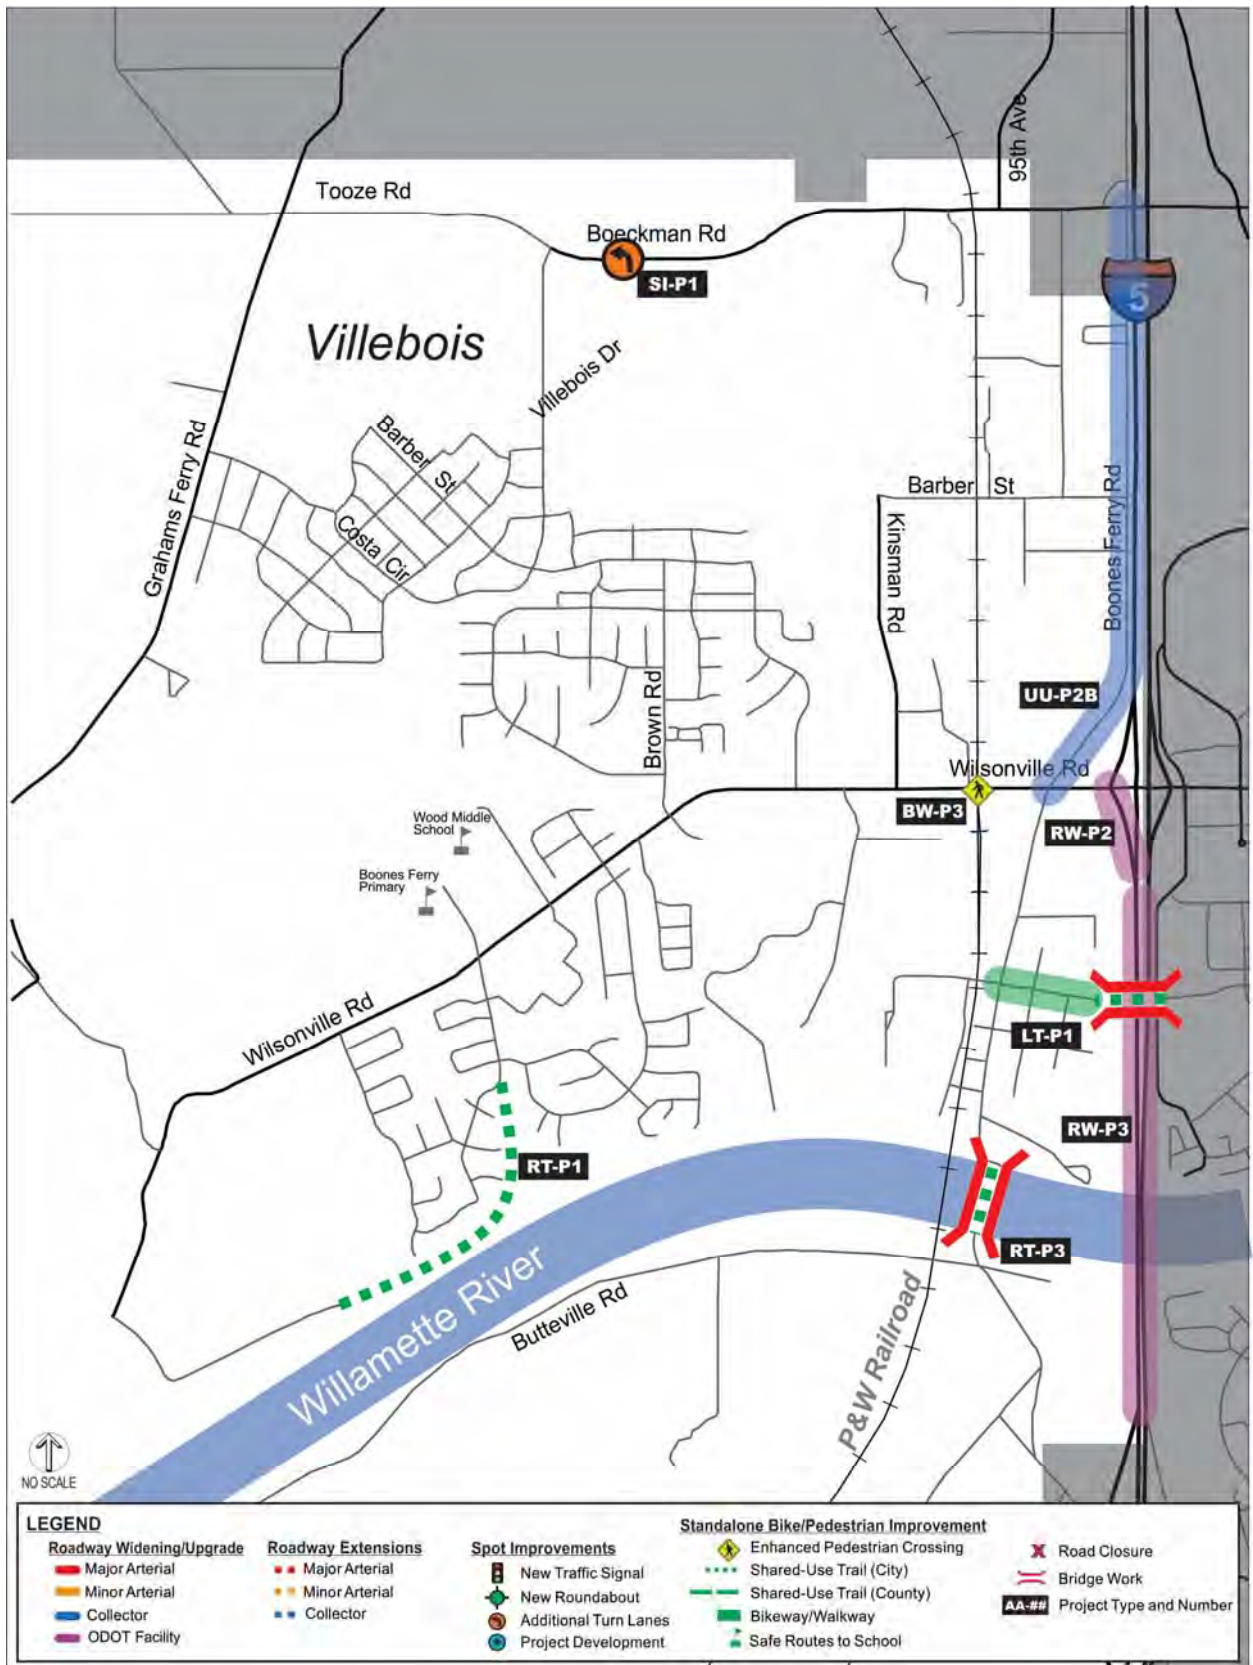 95th Ave
Tooze Rd
Boeckman Rd
SI-P1
5
Villebois
Villebois Dr
Barber St
Grahams Ferry Rd
Costa Cir
Barber St
Kinsman Rd
Boones Ferry Rd
Brown Rd
UU-P2B
Wilsonville Rd
BW-P3
RW-P2
Wood Middle
School
Boones Ferry
Primary
Wilsonville Rd
LT-P1
RW-P3
RT-P1
RT-P3
Willamette River
Butteville Rd
P&W Railroad
NO SCALE
LEGEND
Roadway Widening/Upgrade
Major Arterial
Minor Arterial
Collector
ODOT Facility
Roadway Extensions
Major Arterial
Minor Arterial
Collector
Spot Improvements
New Traffic Signal
New Roundabout
Additional Turn Lanes
Project Development
Standalone Bike/Pedestrian Improvement
Enhanced Pedestrian Crossing
Shared-Use Trail (City)
Shared-Use Trail (County)
Bikeway/Walkway
Safe Routes to School
Road Closure
Bridge Work
AA-## Project Type and Number